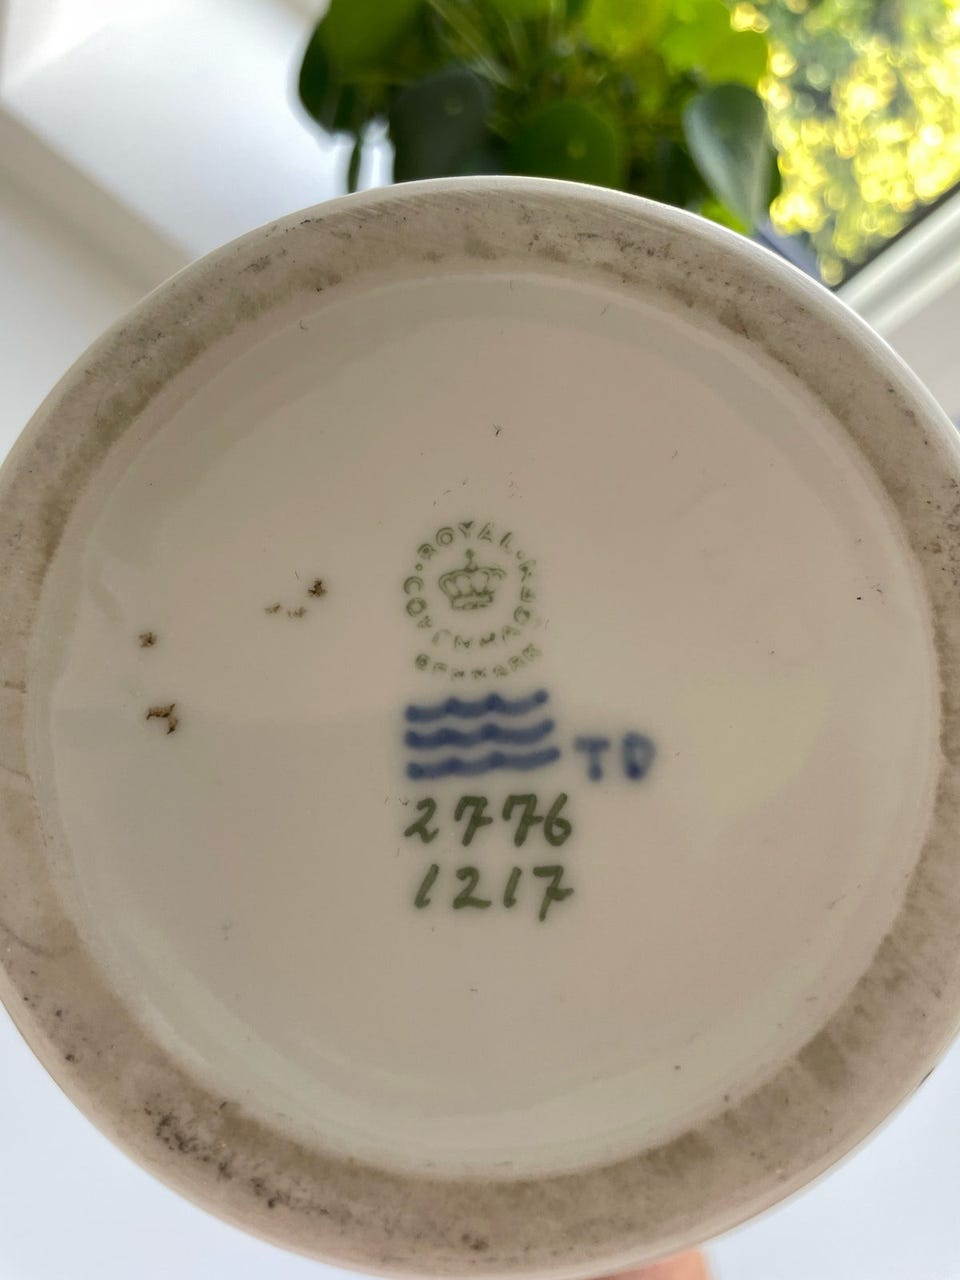 ROYAL COPENHAGEN
DENMARK
TD
2776
1217